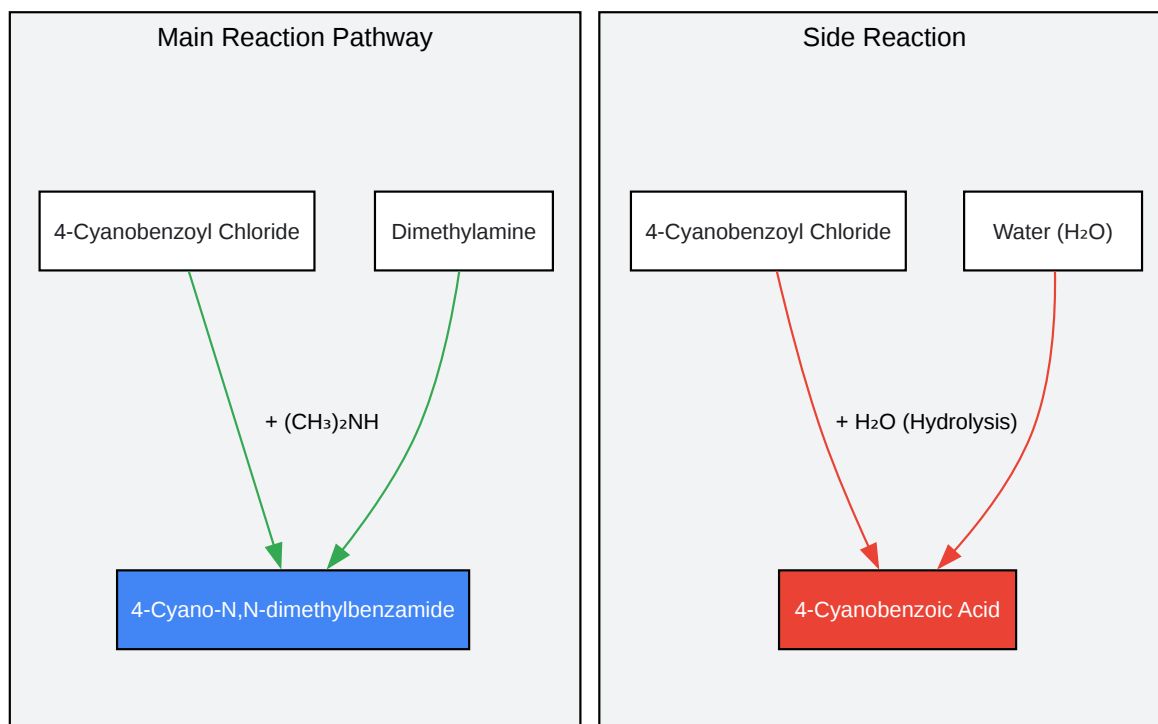 Main Reaction Pathway
4-Cyanobenzoyl Chloride
Dimethylamine
+ (CH₃)₂NH
4-Cyano-N,N-dimethylbenzamide
Side Reaction
4-Cyanobenzoyl Chloride
Water (H₂O)
+ H₂O (Hydrolysis)
4-Cyanobenzoic Acid